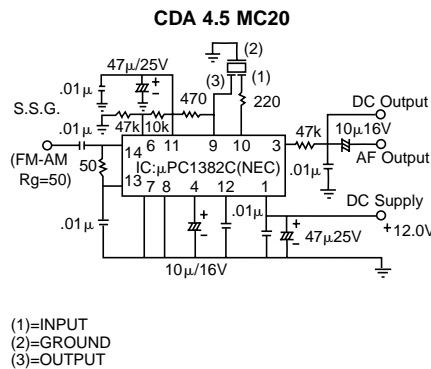 CDA 4.5 MC20
(2)
47μ/25V
.01μ
+
-
(3)
(1)
S.S.G.
470
220
DC Output
.01μ
47k
10k
47k
10μ16V
6
11
9
10
3
14
(FM-AM
Rg=50)
50
IC:μPC1382C(NEC)
AF Output
.01μ
13
7
8
4
12
1
.01μ
DC Supply
.01μ
+
-
+
-
47μ25V
+12.0V
10μ/16V
(1)=INPUT
(2)=GROUND
(3)=OUTPUT